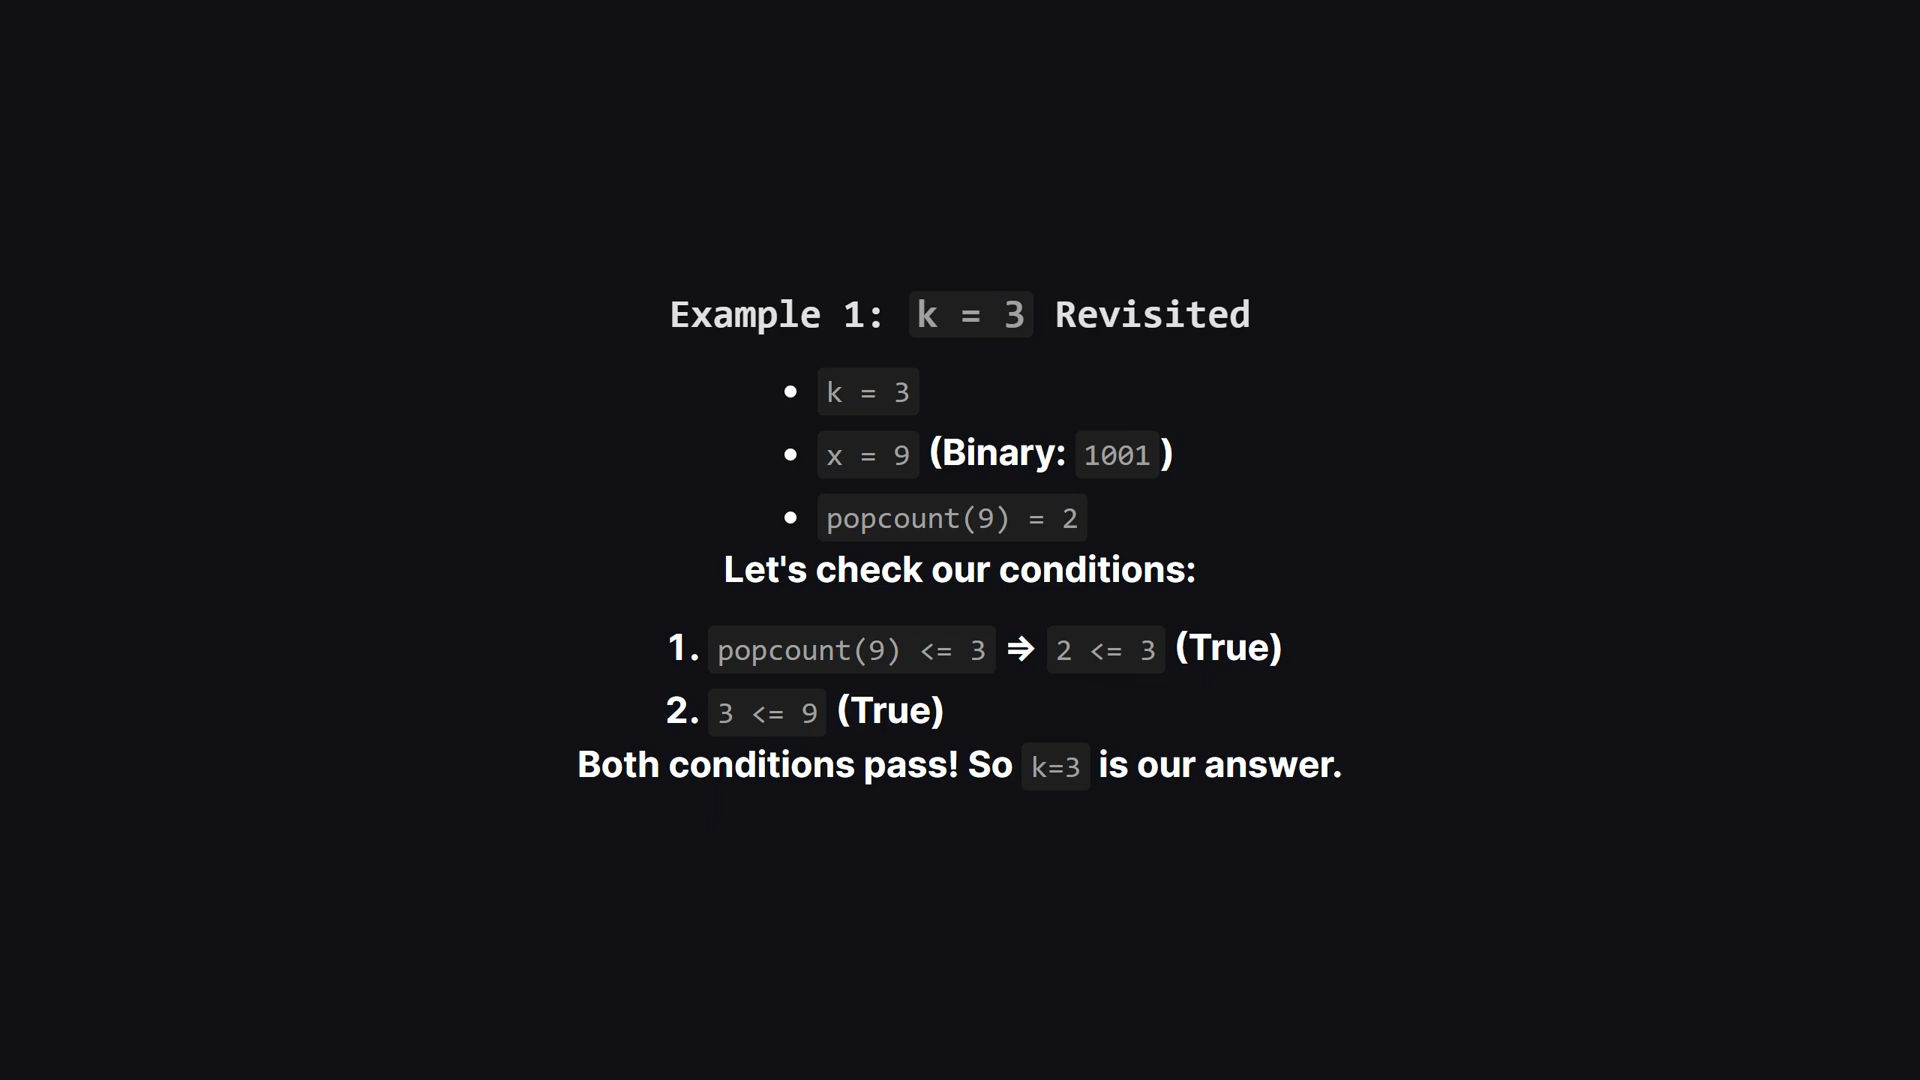 Example 1: k = 3 Revisited
• k = 3
• x = 9 (Binary: 1001)
• popcount(9) = 2
Let's check our conditions:
1. popcount(9) <= 3 => 2 <= 3 (True)
2. 3 <= 9 (True)
Both conditions pass! So k=3 is our answer.